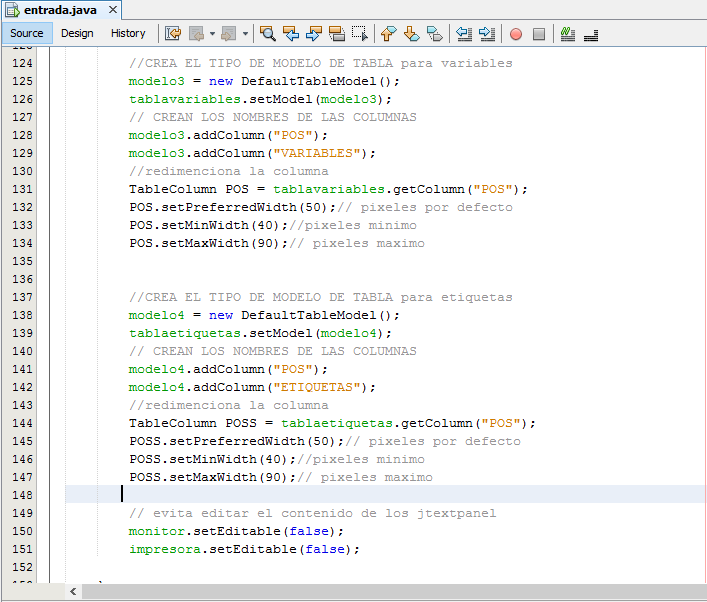 entrada.java
Source Design History
124 //CREA EL TIPO DE MODELO DE TABLA para variables
125 modelo3 = new DefaultTableModel();
126 tablavariables.setModel(modelo3);
127 // CREAN LOS NOMBRES DE LAS COLUMNAS
128 modelo3.addColumn("POS");
129 modelo3.addColumn("VARIABLES");
130 //redimenciona la columna
131 TableColumn POS = tablavariables.getColumn("POS");
132 POS.setPreferredWidth(50);// pixeles por defecto
133 POS.setMinWidth(40);//pixeles minimo
134 POS.setMaxWidth(90);// pixeles maximo
135
136
137 //CREA EL TIPO DE MODELO DE TABLA para etiquetas
138 modelo4 = new DefaultTableModel();
139 tablaetiquetas.setModel(modelo4);
140 // CREAN LOS NOMBRES DE LAS COLUMNAS
141 modelo4.addColumn("POS");
142 modelo4.addColumn("ETIQUETAS");
143 //redimenciona la columna
144 TableColumn POSS = tablaetiquetas.getColumn("POS");
145 POSS.setPreferredWidth(50);// pixeles por defecto
146 POSS.setMinWidth(40);//pixeles minimo
147 POSS.setMaxWidth(90);// pixeles maximo
148
149 // evita editar el contenido de los jtextpanel
150 monitor.setEditable(false);
151 impresora.setEditable(false);
152